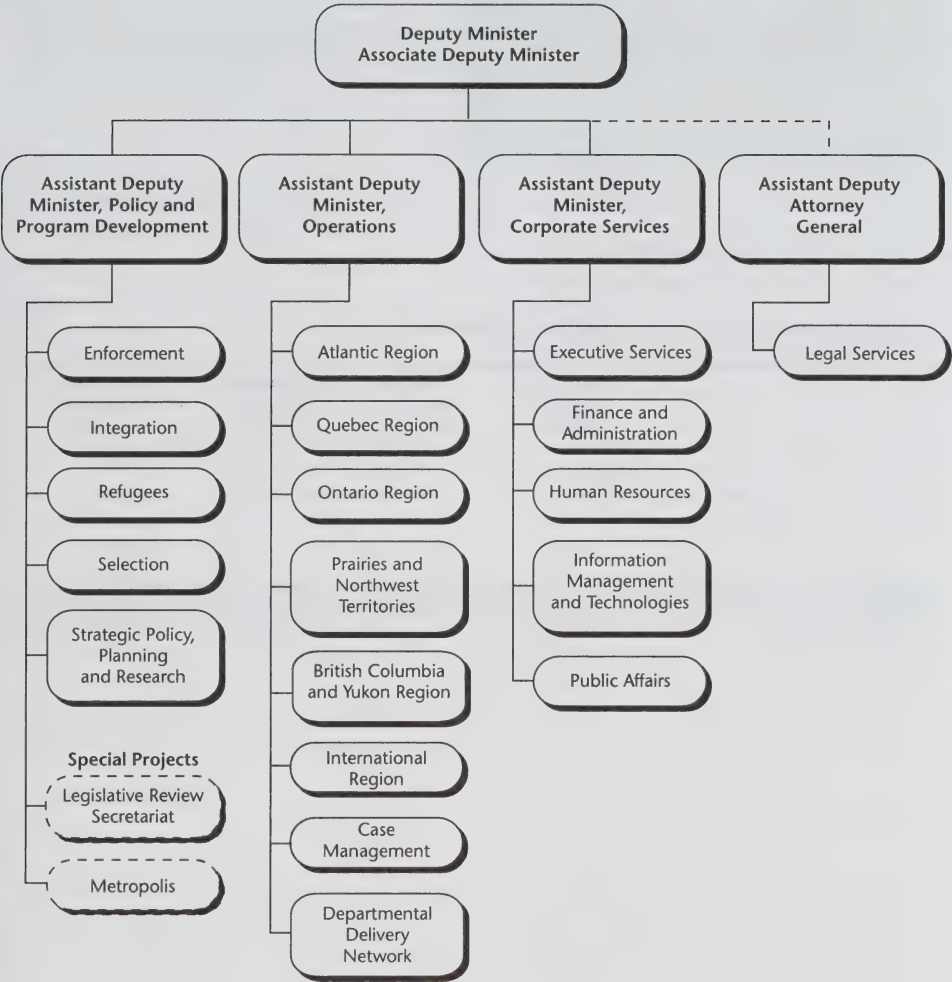 Deputy Minister
Associate Deputy Minister
Assistant Deputy
Minister, Policy and
Program Development
Assistant Deputy
Minister,
Operations
Assistant Deputy
Minister,
Corporate Services
Assistant Deputy
Attorney
General
Enforcement
Integration
Refugees
Selection
Strategic Policy,
Planning
and Research
Special Projects
Legislative Review
Secretariat
Metropolis
Atlantic Region
Quebec Region
Ontario Region
Prairies and
Northwest
Territories
British Columbia
and Yukon Region
International
Region
Case
Management
Departmental
Delivery
Network
Executive Services
Finance and
Administration
Human Resources
Information
Management
and Technologies
Public Affairs
Legal Services